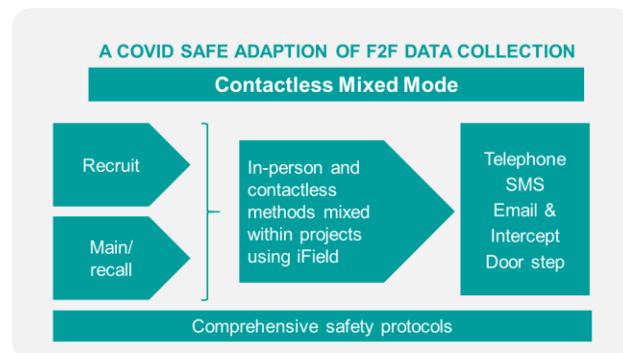 A COVID SAFE ADAPTION OF F2F DATA COLLECTION
Contactless Mixed Mode
Recruit
Main/
recall
In-person and
contactless
methods mixed
within projects
using iField
Telephone
SMS
Email &
Intercept
Door step
Comprehensive safety protocols